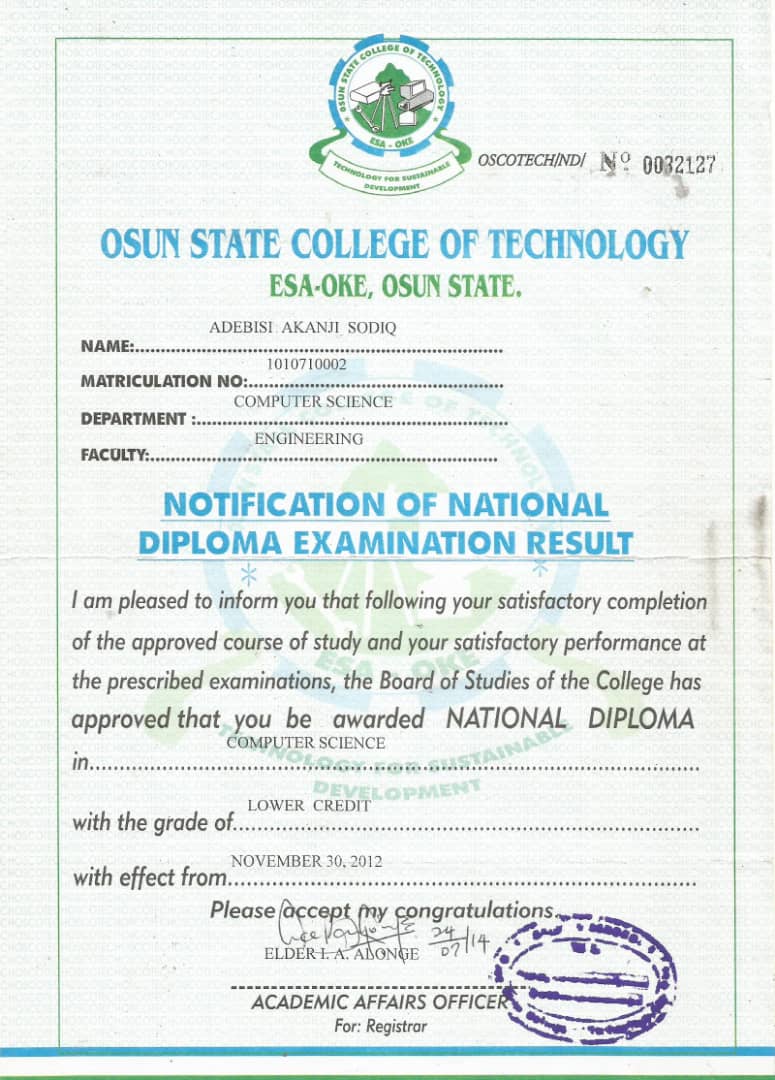 OSUN STATE COLLEGE OF TECHNOLOGY
ESA - OKE
TECHNOLOGY FOR SUSTAINABLE
DEVELOPMENT
OSCOTECH/ND/ Nº 0032127
OSUN STATE COLLEGE OF TECHNOLOGY
ESA-OKE, OSUN STATE.
NAME: ADEBISI AKANJI SODIQ
MATRICULATION NO: 1010710002
DEPARTMENT : COMPUTER SCIENCE
FACULTY: ENGINEERING
NOTIFICATION OF NATIONAL
DIPLOMA EXAMINATION RESULT
I am pleased to inform you that following your satisfactory completion
of the approved course of study and your satisfactory performance at
the prescribed examinations, the Board of Studies of the College has
approved that you be awarded NATIONAL DIPLOMA
in COMPUTER SCIENCE
with the grade of LOWER CREDIT
with effect from NOVEMBER 30, 2012
Please accept my congratulations.
24/07/14
ELDER I. A. ALONGE
ACADEMIC AFFAIRS OFFICER
For: Registrar